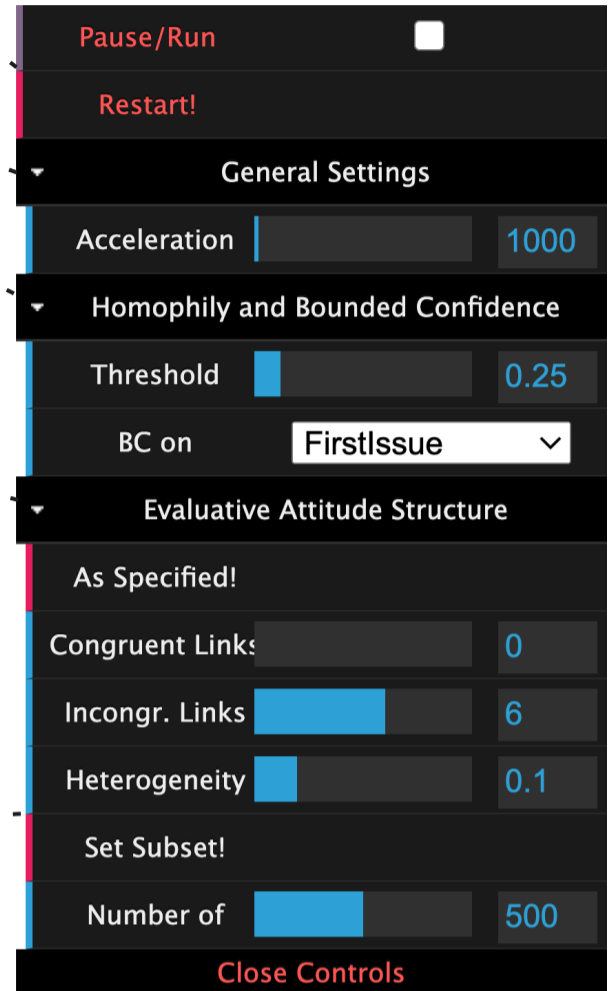 Pause/Run
Restart!
General Settings
Acceleration 1000
Homophily and Bounded Confidence
Threshold 0.25
BC on FirstIssue
Evaluative Attitude Structure
As Specified!
Congruent Links 0
Incongr. Links 6
Heterogeneity 0.1
Set Subset!
Number of 500
Close Controls